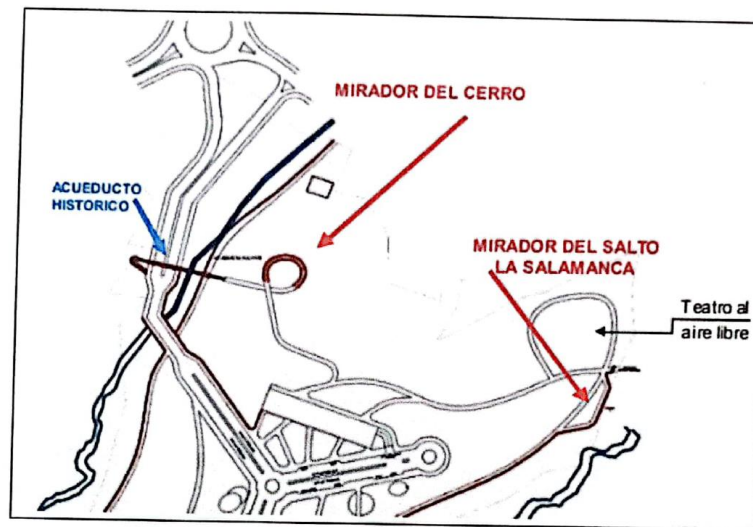 MIRADOR DEL CERRO
ACUEDUCTO
HISTORICO
MIRADOR DEL SALTO
LA SALAMANCA
Teatro al
aire libre